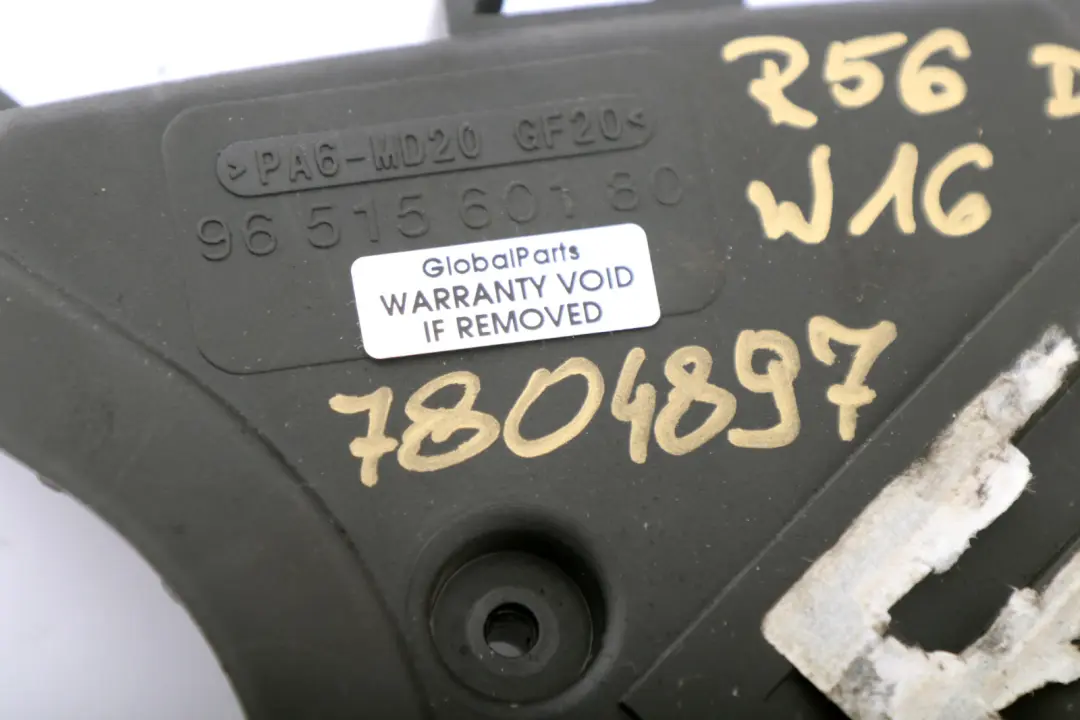 R56 D
W16
>PA6-MD20 GF20<
96 515 601 80
GlobalParts
WARRANTY VOID
IF REMOVED
7804897